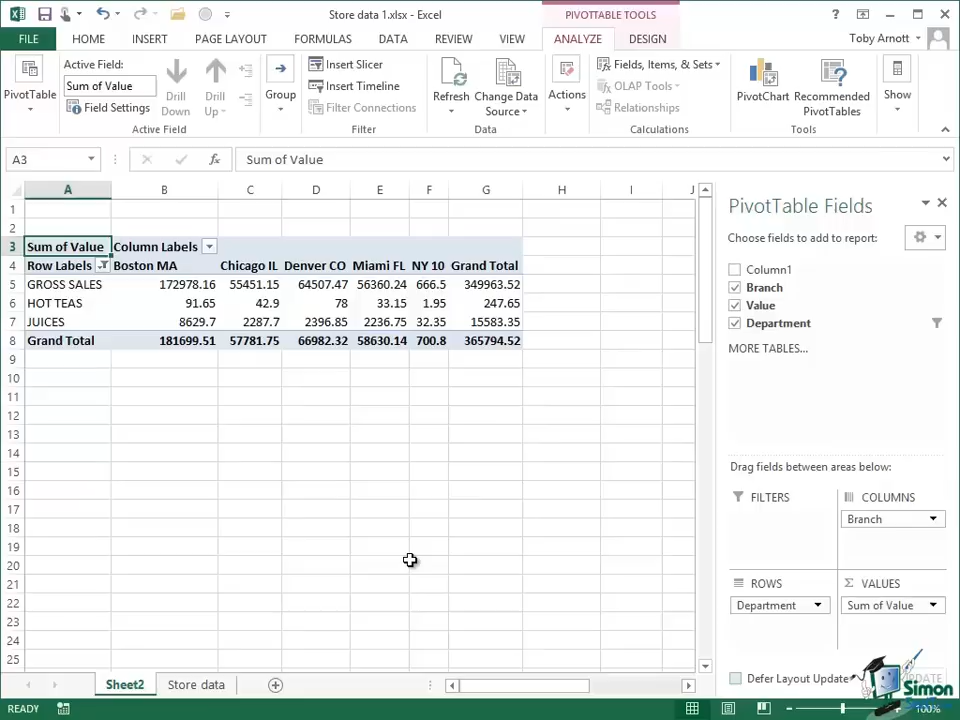 Store data 1.xlsx - Excel
PIVOTTABLE TOOLS
?
FILE HOME INSERT PAGE LAYOUT FORMULAS DATA REVIEW VIEW ANALYZE DESIGN
Toby Arnott
PivotTable
Active Field:
Sum of Value
Field Settings
Drill Down
Drill Up
Active Field
Group
Insert Slicer
Insert Timeline
Filter Connections
Filter
Refresh
Change Data Source
Data
Actions
Fields, Items, & Sets
OLAP Tools
Relationships
Calculations
PivotChart
Recommended PivotTables
Tools
Show
A3 fx Sum of Value
A B C D E F G H I J
1
2
3 Sum of Value Column Labels
4 Row Labels Boston MA Chicago IL Denver CO Miami FL NY 10 Grand Total
5 GROSS SALES 172978.16 55451.15 64507.47 56360.24 666.5 349963.52
6 HOT TEAS 91.65 42.9 78 33.15 1.95 247.65
7 JUICES 8629.7 2287.7 2396.85 2236.75 32.35 15583.35
8 Grand Total 181699.51 57781.75 66982.32 58630.14 700.8 365794.52
9
10
11
12
13
14
15
16
17
18
19
20
21
22
23
24
25
PivotTable Fields
Choose fields to add to report:
Column1
Branch
Value
Department
MORE TABLES...
Drag fields between areas below:
FILTERS
COLUMNS
Branch
ROWS
Department
Σ VALUES
Sum of Value
Defer Layout Update
Simon
Sheet2 Store data
READY
100%